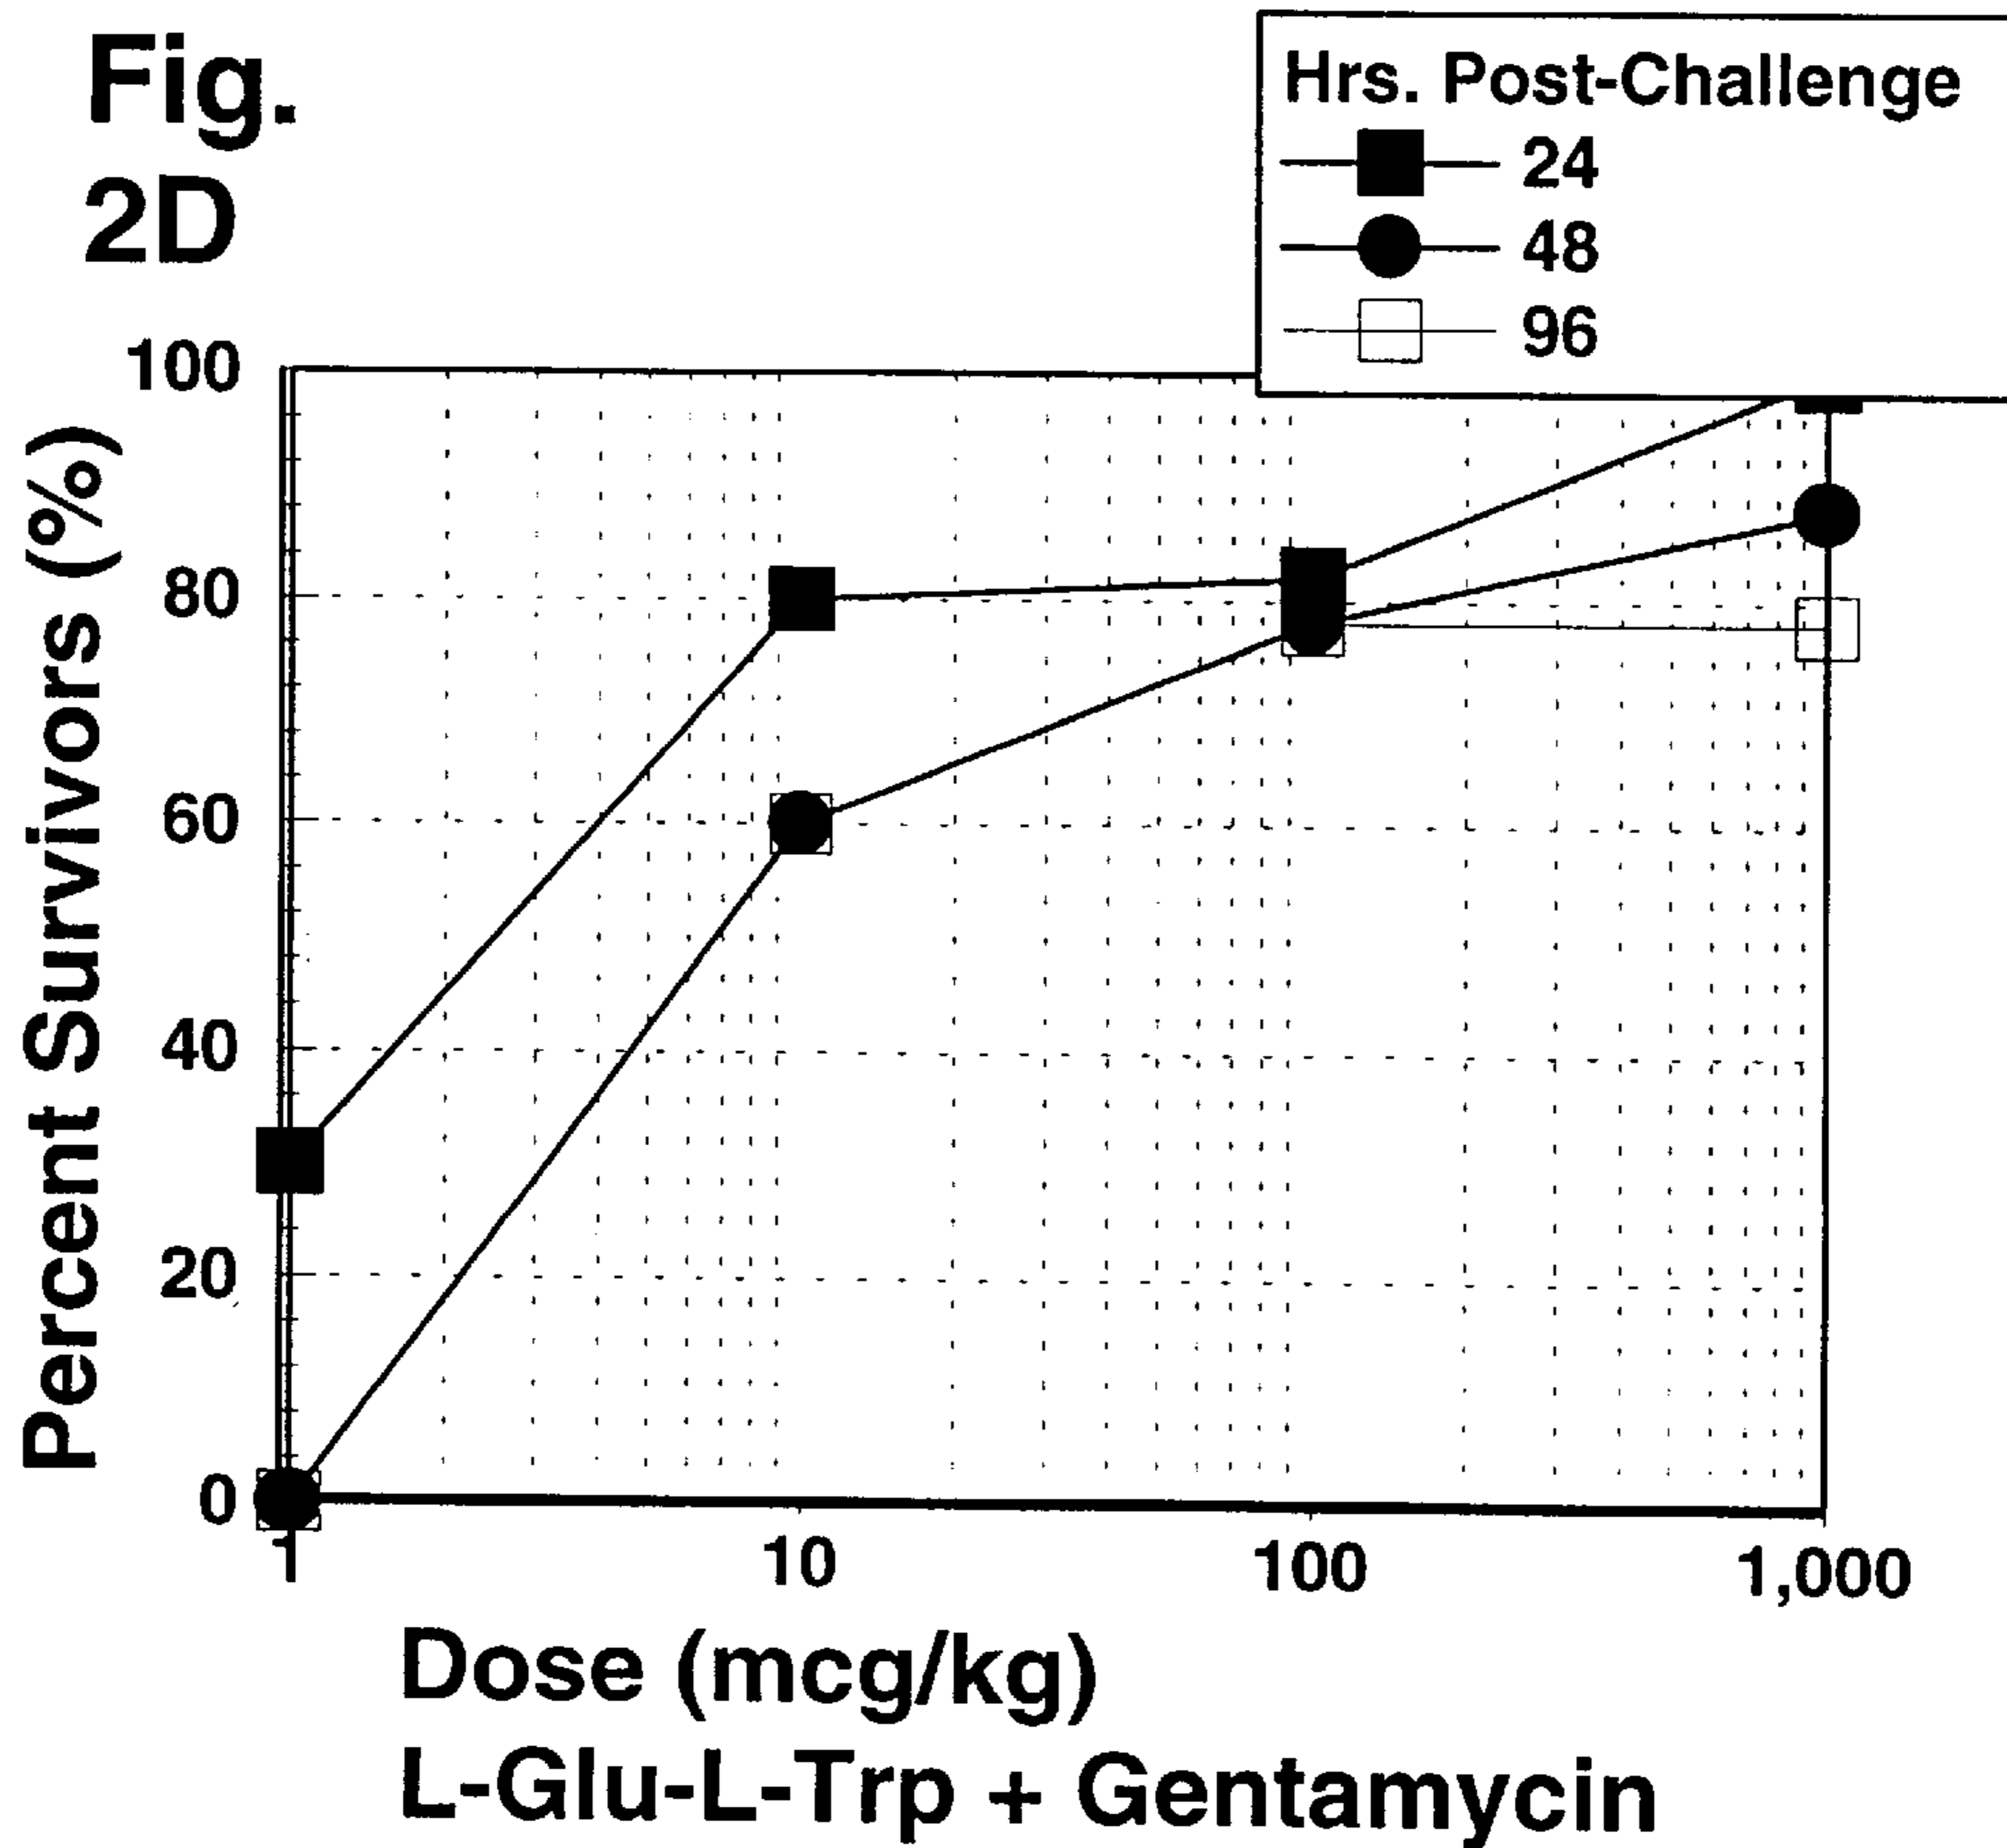 Fig.
2D
Hrs. Post-Challenge
24
48
96
Percent Survivors (%)
100
80
60
40
20
0
1
10
100
1,000
Dose (mcg/kg)
L-Glu-L-Trp + Gentamycin